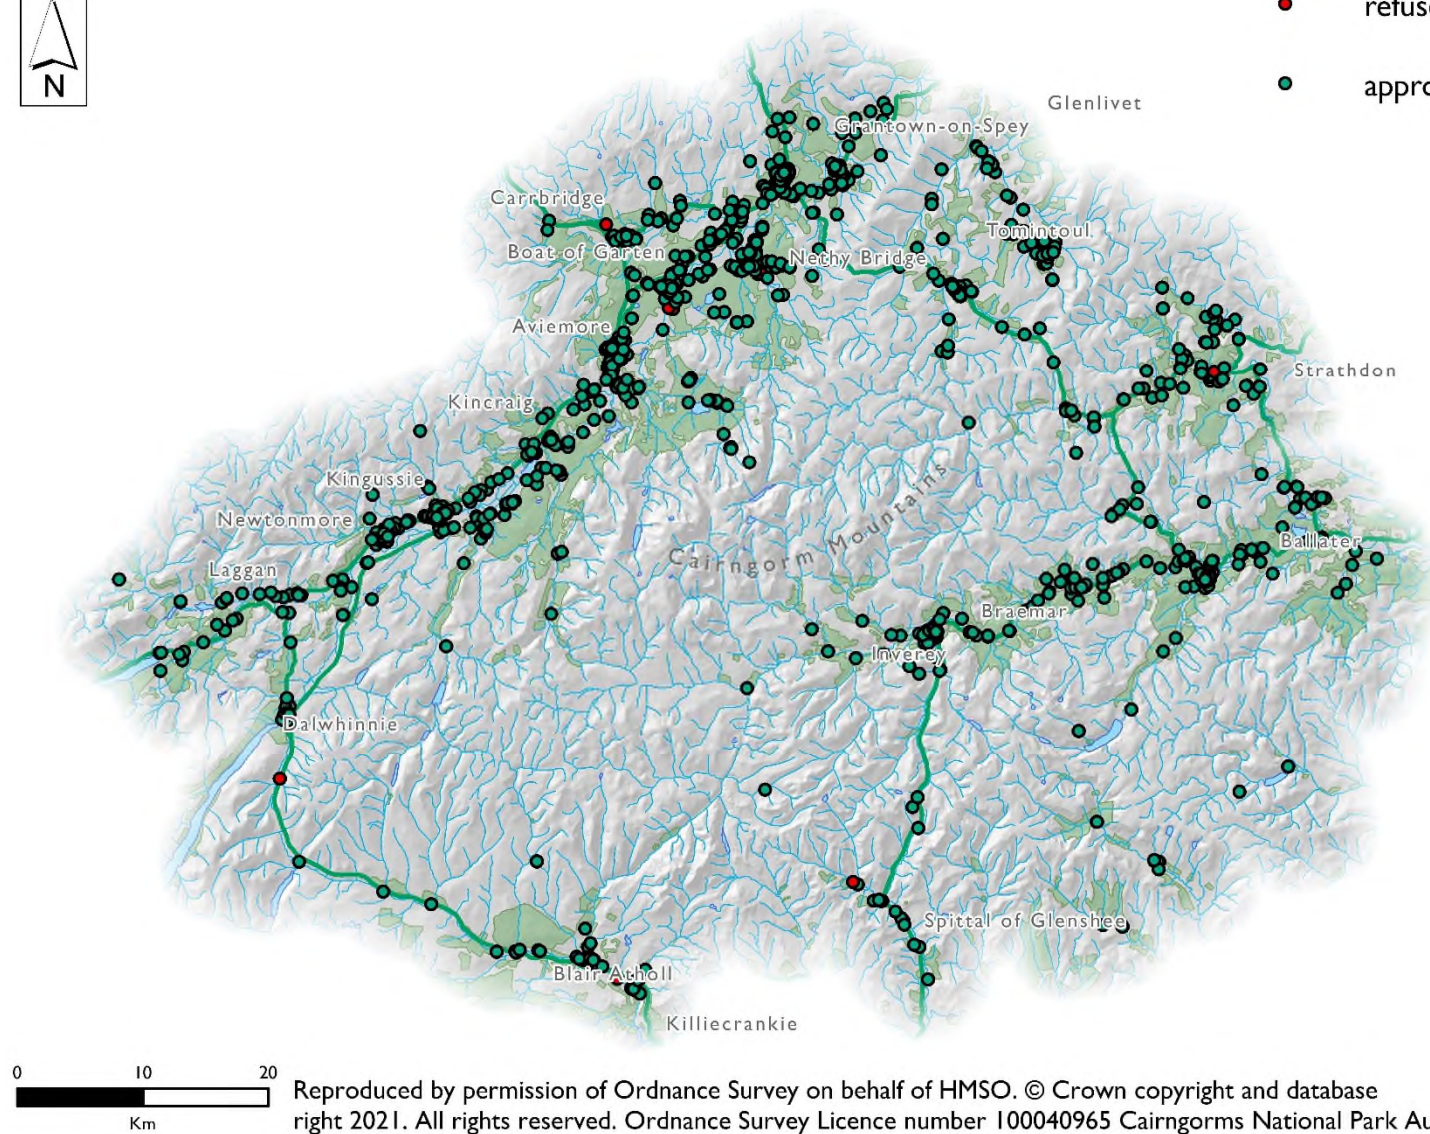 refus
N
appro
Glenlivet
Grantown-on-Spey
Carrbridge
Tomintoul
Boat of Garten
Nethy Bridge
Aviemore
Strathdon
Kincraig
Kingussie
Newtonmore
Cairngorm Mountains
Ballater
Laggan
Braemar
Inverey
Dalwhinnie
Spittal of Glenshee
Blair Atholl
Killiecrankie
0 10 20
Km
Reproduced by permission of Ordnance Survey on behalf of HMSO. © Crown copyright and database
right 2021. All rights reserved. Ordnance Survey Licence number 100040965 Cairngorms National Park Au